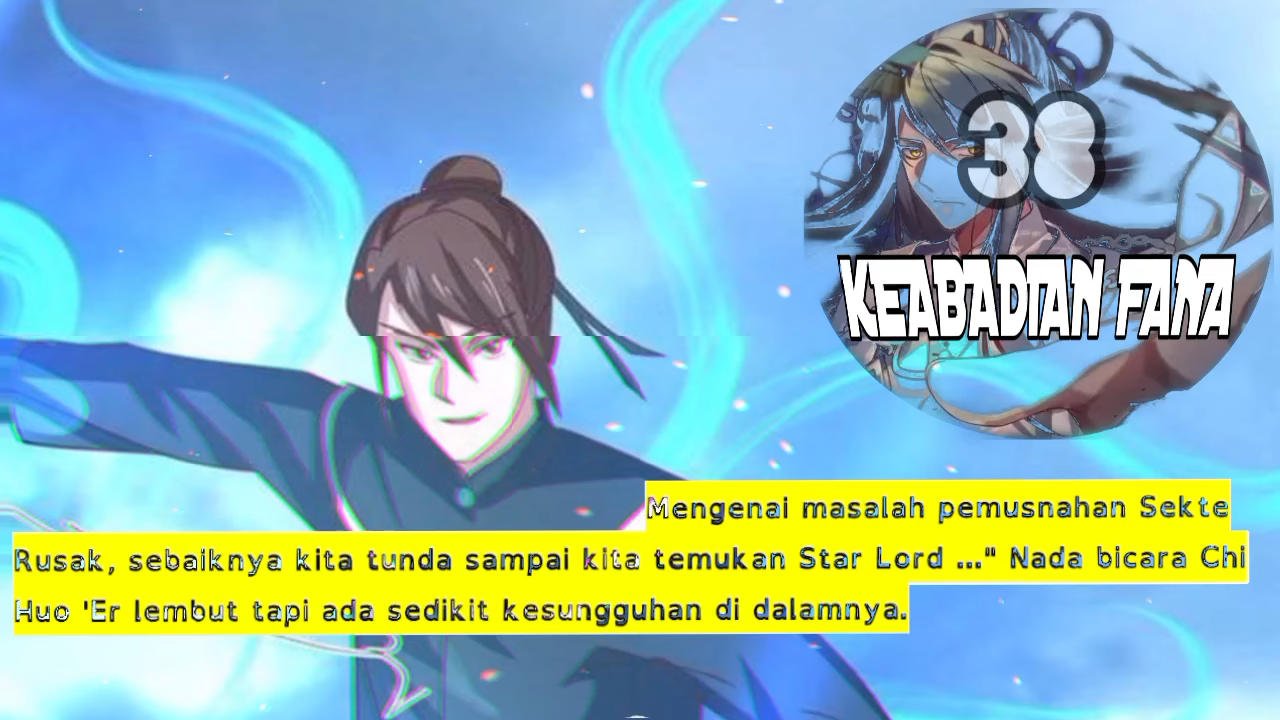 38
KEABADIAN FANA
Mengenai masalah pemusnahan Sekte
Rusak, sebaiknya kita tunda sampai kita temukan Star Lord ..." Nada bicara Chi
Huo 'Er lembut tapi ada sedikit kesungguhan di dalamnya.